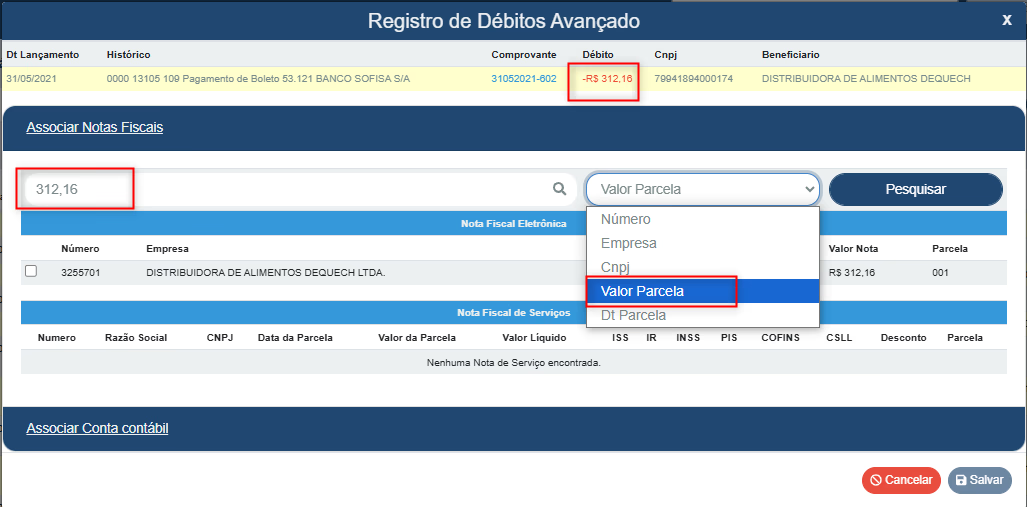 Registro de Débitos Avançado
x
Dt Lançamento Histórico Comprovante Débito Cnpj Beneficiario
31/05/2021 0000 13105 109 Pagamento de Boleto 53.121 BANCO SOFISA S/A 31052021-602 -R$ 312,16 79941894000174 DISTRIBUIDORA DE ALIMENTOS DEQUECH
Associar Notas Fiscais
312,16 Valor Parcela Pesquisar
Número
Empresa
Cnpj
Valor Parcela
Dt Parcela
Nota Fiscal Eletrônica
Número Empresa Valor Nota Parcela
3255701 DISTRIBUIDORA DE ALIMENTOS DEQUECH LTDA. R$ 312,16 001
Nota Fiscal de Serviços
Numero Razão Social CNPJ Data da Parcela Valor da Parcela Valor Líquido ISS IR INSS PIS COFINS CSLL Desconto Parcela
Nenhuma Nota de Serviço encontrada.
Associar Conta contábil
Cancelar Salvar